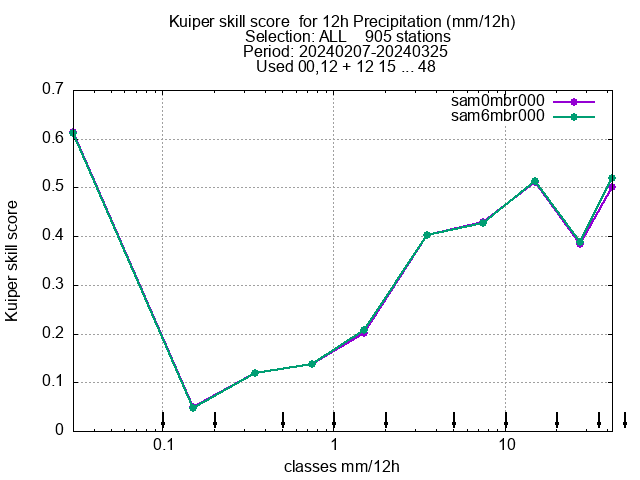 Kuiper skill score  for 12h Precipitation (mm/12h)
Selection: ALL    905 stations
Period: 20240207-20240325
Used 00,12 + 12 15 ... 48
sam0mbr000
sam6mbr000
0.7
0.6
0.5
0.4
0.3
0.2
0.1
0
Kuiper skill score
0.1
1
10
classes mm/12h